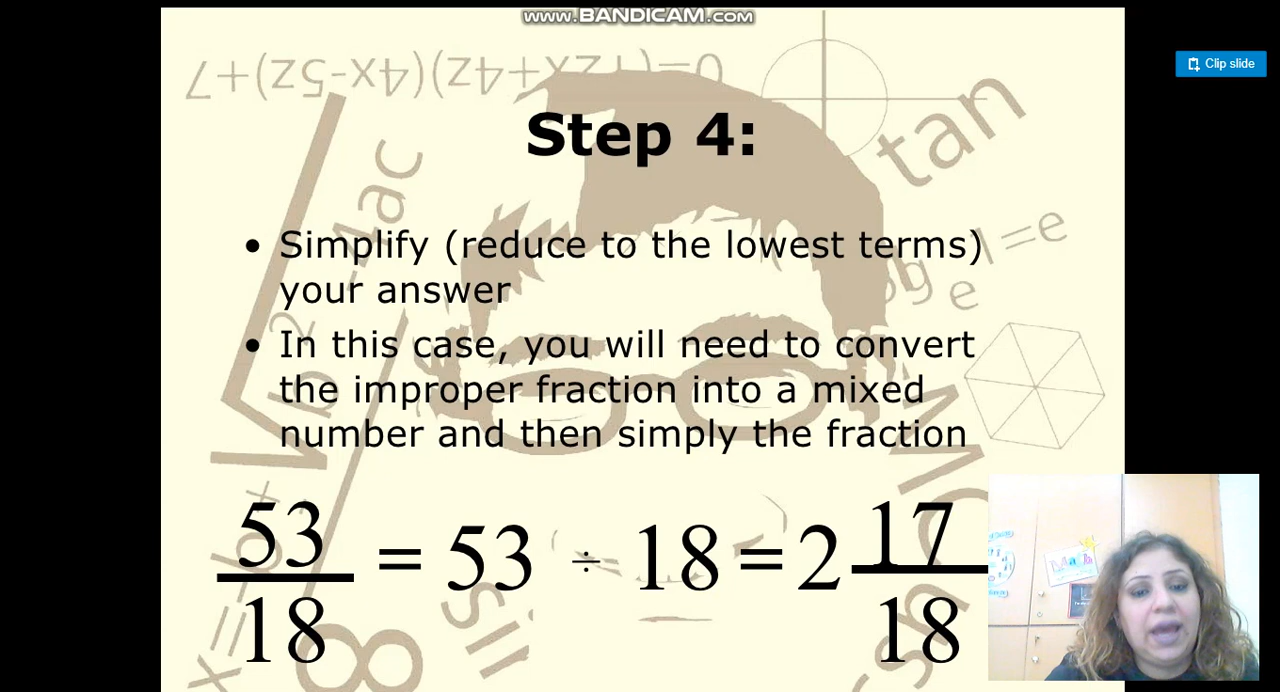 www.BANDICAM.com
Clip slide
Step 4:
• Simplify (reduce to the lowest terms)
your answer
• In this case, you will need to convert
the improper fraction into a mixed
number and then simply the fraction
53/18 = 53 ÷ 18 = 2 17/18
tan